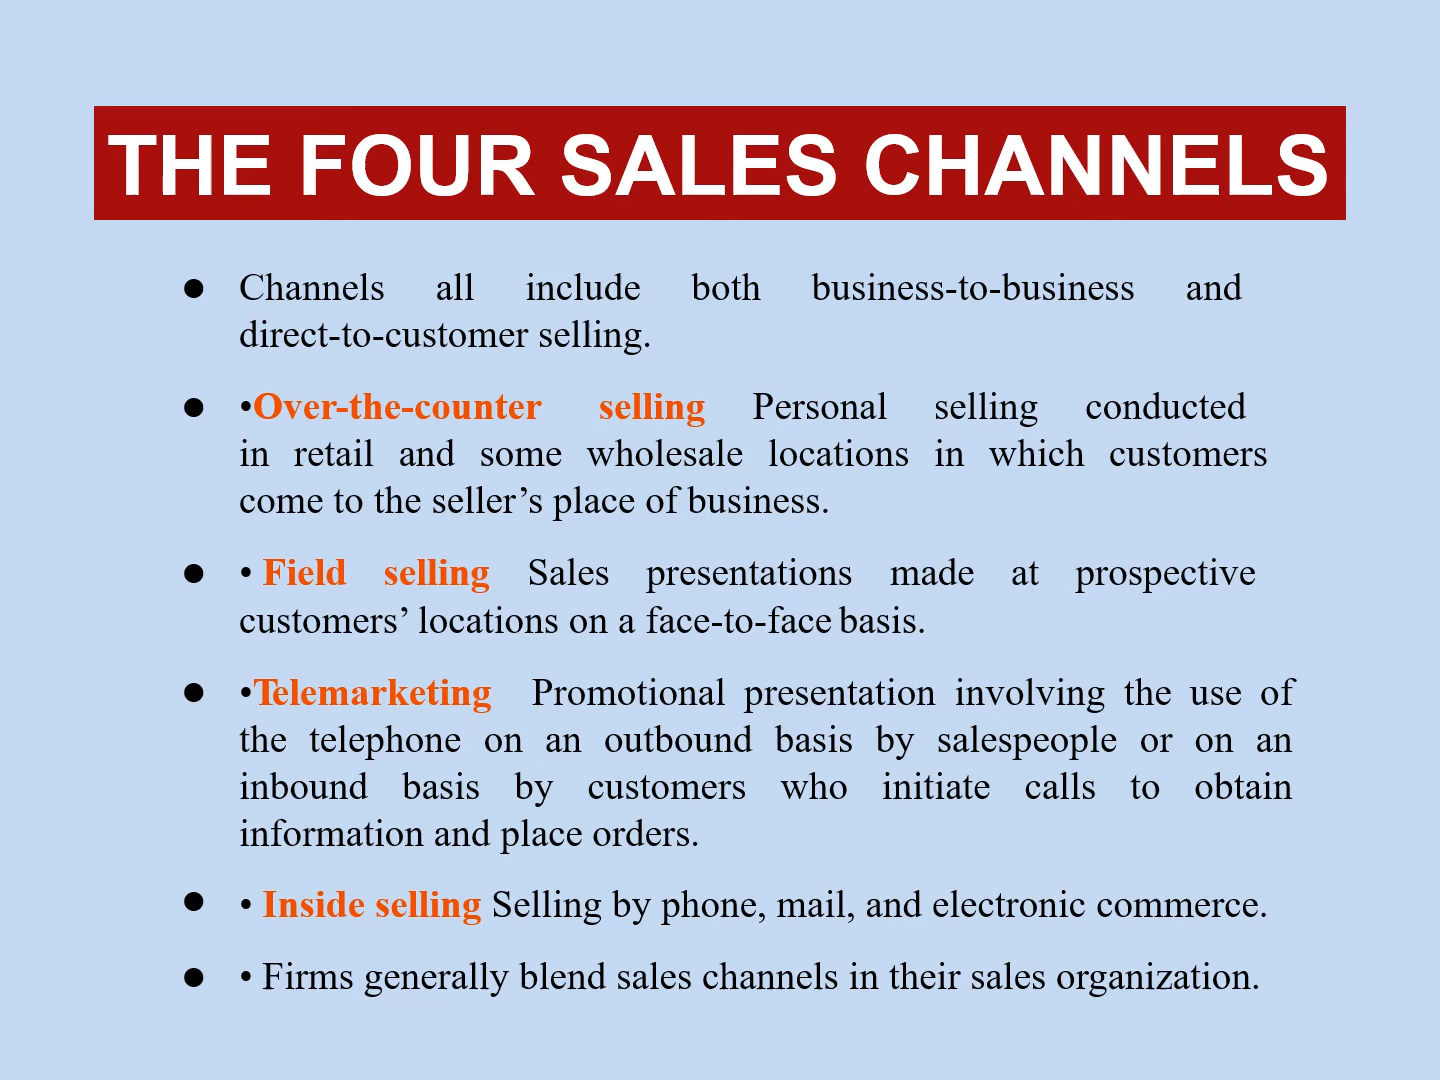 THE FOUR SALES CHANNELS
● Channels all include both business-to-business and
direct-to-customer selling.
● •Over-the-counter selling Personal selling conducted
in retail and some wholesale locations in which customers
come to the seller’s place of business.
● • Field selling Sales presentations made at prospective
customers’ locations on a face-to-face basis.
● •Telemarketing Promotional presentation involving the use of
the telephone on an outbound basis by salespeople or on an
inbound basis by customers who initiate calls to obtain
information and place orders.
● • Inside selling Selling by phone, mail, and electronic commerce.
● • Firms generally blend sales channels in their sales organization.